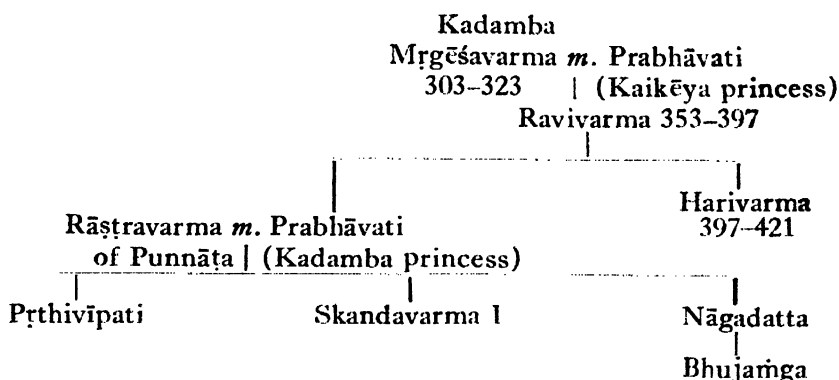 Kadamba
Mṛgēśavarma m. Prabhāvati
303–323 | (Kaikēya princess)
Ravivarma 353–397
Harivarma
397–421
Rāṣṭravarma m. Prabhāvati
of Punnāṭa | (Kadamba princess)
Pṛthivīpati Skandavarma I Nāgadatta
Bhujaṁga